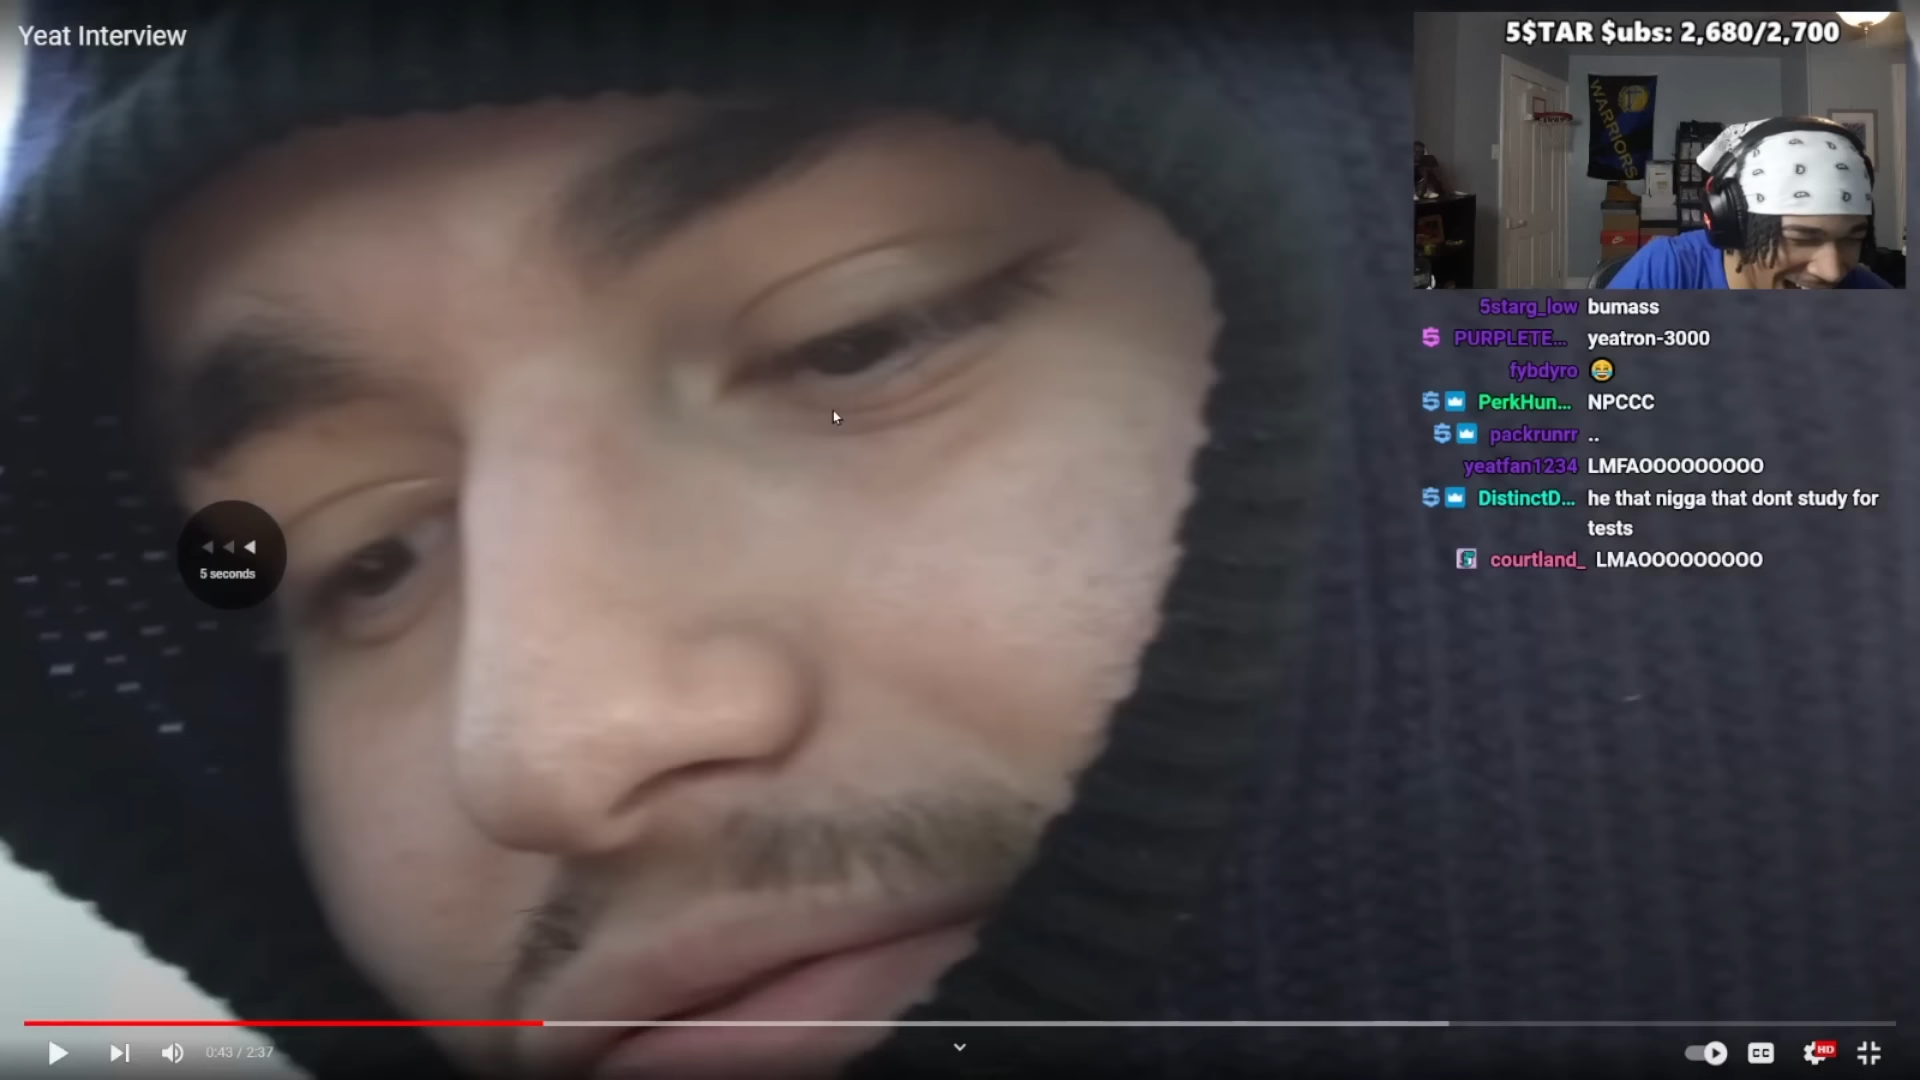 Yeat Interview
5$TAR $ubs: 2,680/2,700
WARRIORS
5starg_low bumass
PURPLETE... yeatron-3000
fybdyro 😂
PerkHun... NPCCC
packrunrr ..
yeatfan1234 LMFAOOOOOOOOO
DistinctD... he that nigga that dont study for
tests
courtland_ LMAOOOOOOOOO
5 seconds
0:43 / 2:37
CC
HD